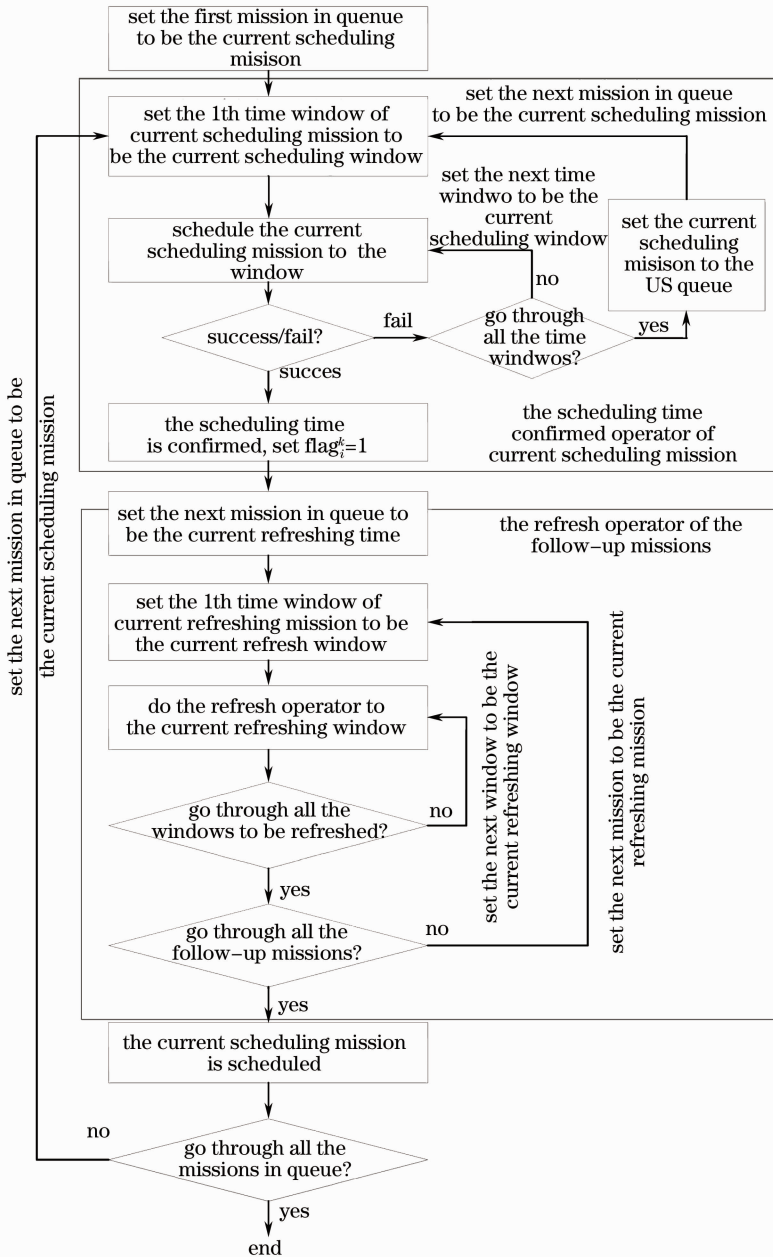 set the first mission in quenue
to be the current scheduling
misison
set the next mission in queue
to be the current scheduling mission
set the 1th time window of
current scheduling mission to
be the current scheduling window
set the next time
windwo to be the
current
scheduling window
schedule the current
scheduling mission to the
window
set the current
scheduling
misison to the
US queue
no
success/fail?
fail
go through
all the time
windwos?
yes
succes
the scheduling time
is confirmed, set flag_i^k=1
the scheduling time
confirmed operator of
current scheduling mission
set the next mission in queue to be
the current scheduling mission
set the next mission in queue to
be the current refreshing time
the refresh operator of the
follow-up missions
set the 1th time window of
current refreshing mission to be
the current refresh window
do the refresh operator to
the current refreshing window
set the next window to be the
current refreshing window
set the next mission to be the current
refreshing mission
go through all the
windows to be refreshed?
no
yes
go through all the
follow-up missions?
no
yes
the current scheduling mission
is scheduled
no
go through all the
missions in queue?
yes
end